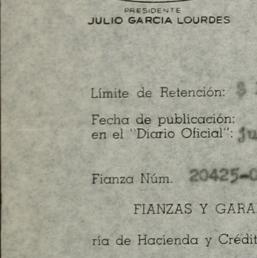 PRESIDENTE
JULIO GARCIA LOURDES
Límite de Retención: $
Fecha de publicación:
en el "Diario Oficial":
Fianza Núm. 20425-0
FIANZAS Y GARA
ría de Hacienda y Crédit